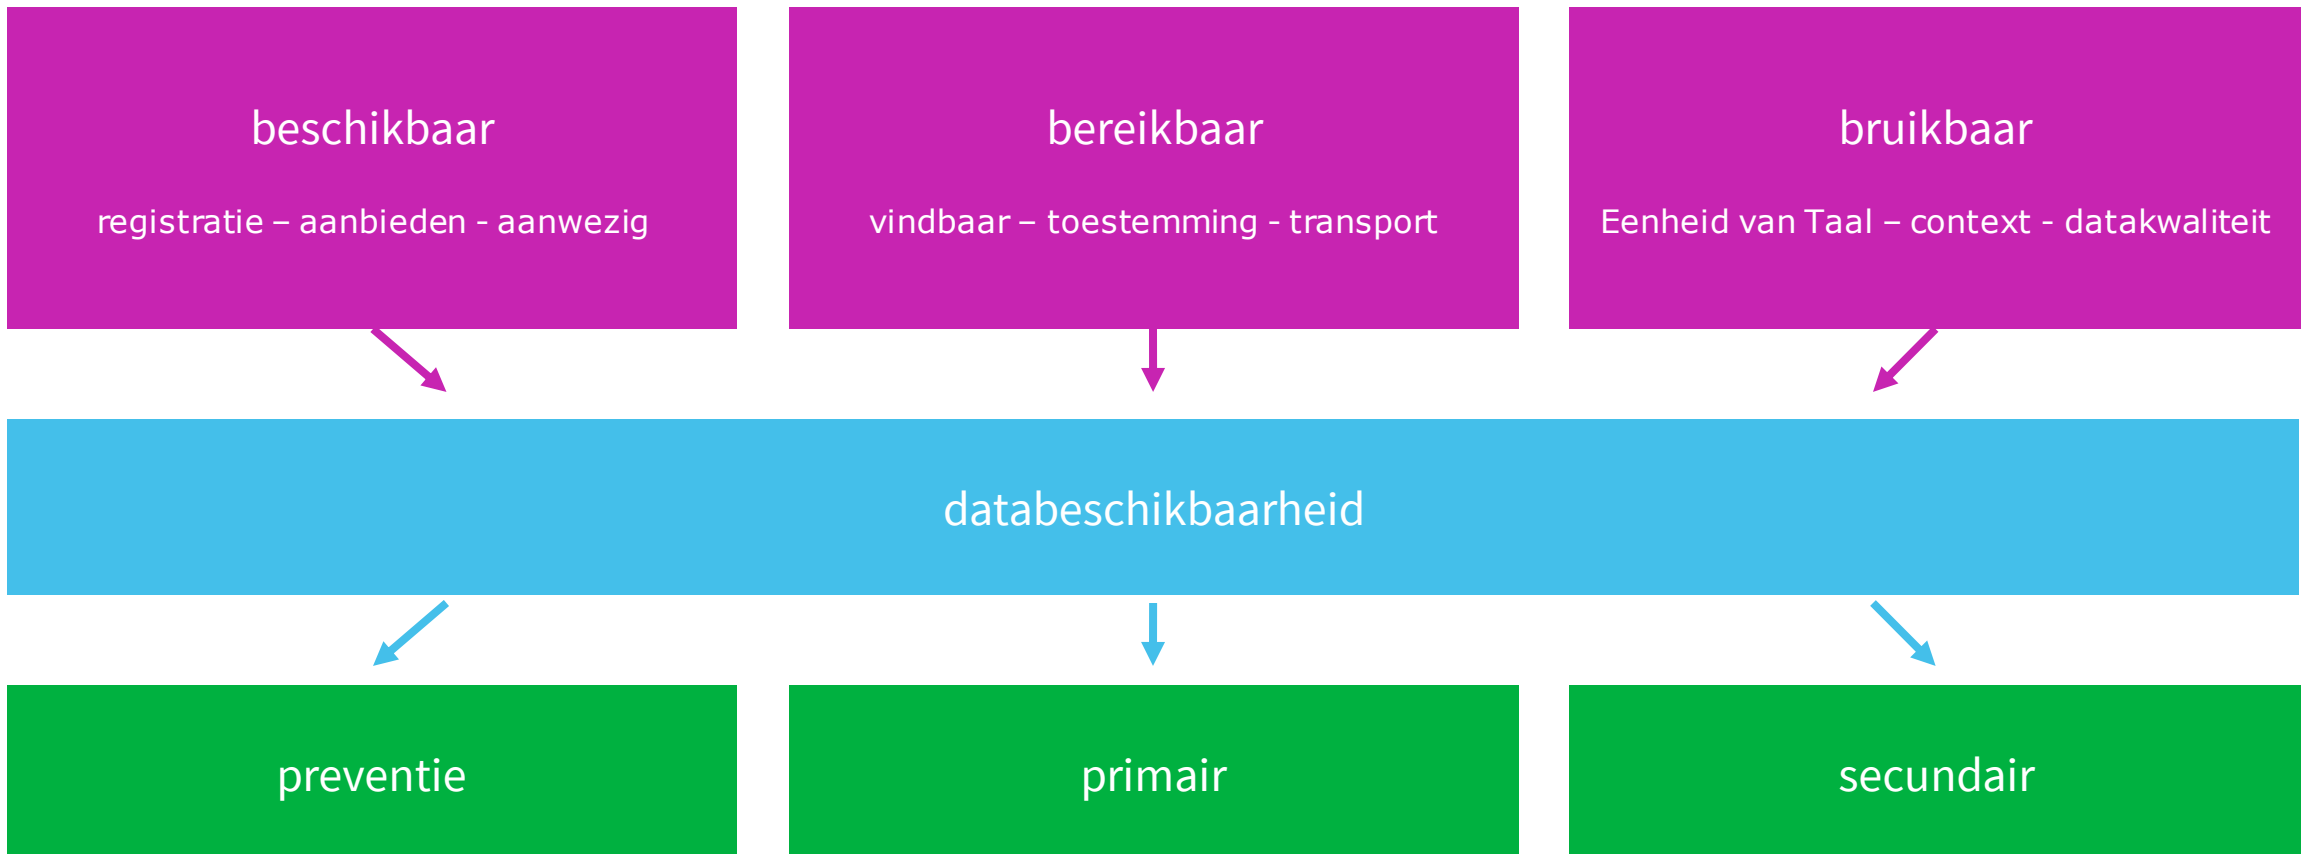 beschikbaar
registratie – aanbieden - aanwezig
bereikbaar
vindbaar – toestemming - transport
bruikbaar
Eenheid van Taal – context - datakwaliteit
databeschikbaarheid
preventie
primair
secundair